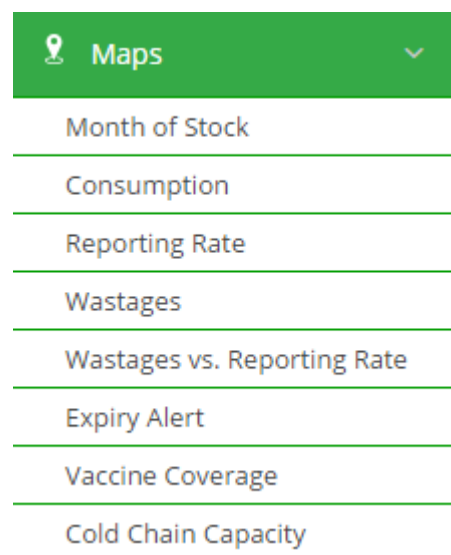 Maps
Month of Stock
Consumption
Reporting Rate
Wastages
Wastages vs. Reporting Rate
Expiry Alert
Vaccine Coverage
Cold Chain Capacity